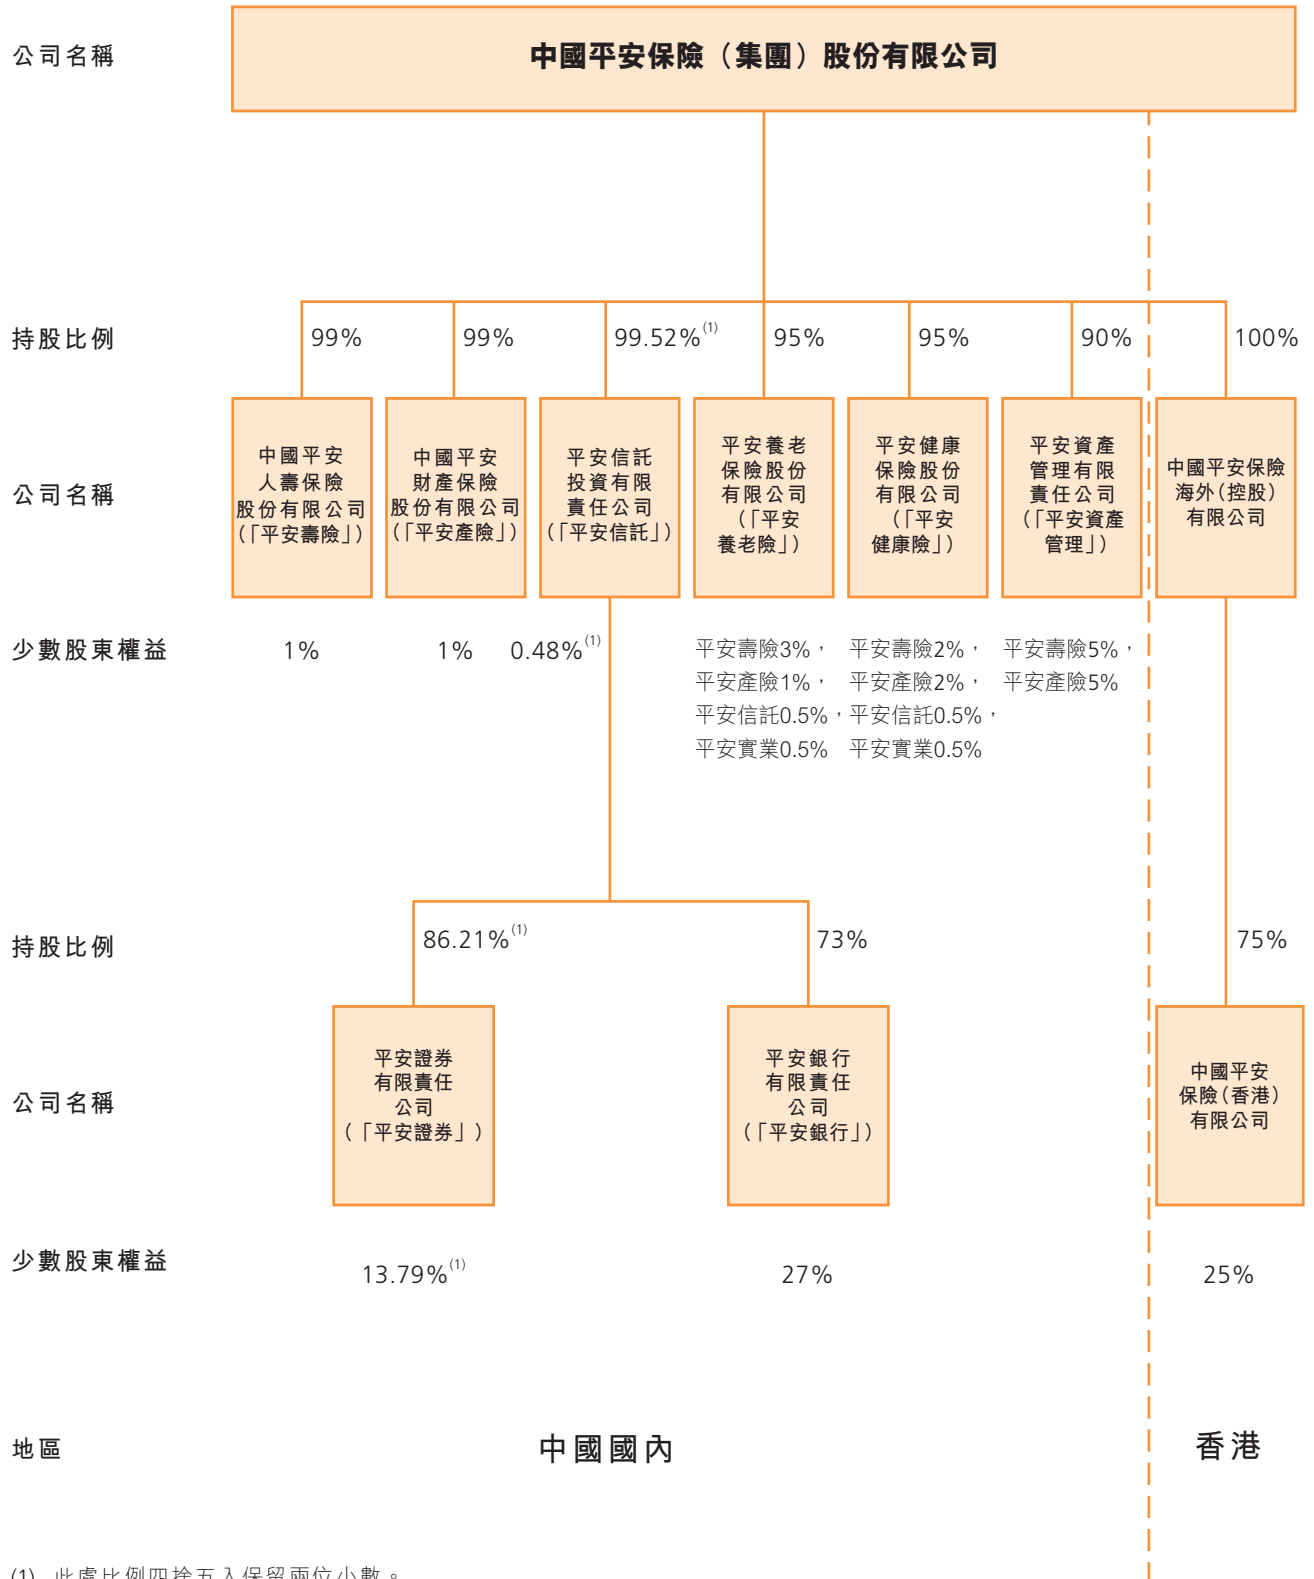 公司名稱
中國平安保險（集團）股份有限公司
持股比例
99%
99%
99.52%(1)
95%
95%
90%
100%
公司名稱
中國平安
人壽保險
股份有限公司
（「平安壽險」）
中國平安
財產保險
股份有限公司
（「平安產險」）
平安信託
投資有限
責任公司
（「平安信託」）
平安養老
保險股份
有限公司
（「平安
養老險」）
平安健康
保險股份
有限公司
（「平安
健康險」）
平安資產
管理有限
責任公司
（「平安資產
管理」）
中國平安保險
海外（控股）
有限公司
少數股東權益
1%
1%
0.48%(1)
平安壽險3%，
平安產險1%，
平安信託0.5%，
平安實業0.5%
平安壽險2%，
平安產險2%，
平安信託0.5%，
平安實業0.5%
平安壽險5%，
平安產險5%
持股比例
86.21%(1)
73%
75%
公司名稱
平安證券
有限責任
公司
（「平安證券」）
平安銀行
有限責任
公司
（「平安銀行」）
中國平安
保險（香港）
有限公司
少數股東權益
13.79%(1)
27%
25%
地區
中國國內
香港
(1) 此處比例四捨五入保留兩位小數。